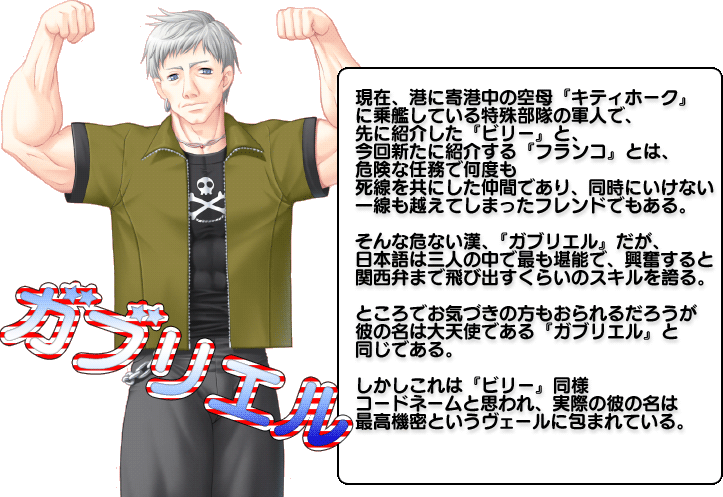 現在、港に寄港中の空母『キティホーク』
に乗艦している特殊部隊の軍人で、
先に紹介した『ビリー』と、
今回新たに紹介する『フランコ』とは、
危険な任務で何度も
死線を共にした仲間であり、同時にいけない
一線も越えてしまったフレンドでもある。
そんな危ない漢、『ガブリエル』だが、
日本語は三人の中で最も堪能で、興奮すると
関西弁まで飛び出すくらいのスキルを誇る。
ところでお気づきの方もおられるだろうが
彼の名は大天使である『ガブリエル』と
同じである。
しかしこれは『ビリー』同様
コードネームと思われ、実際の彼の名は
最高機密というヴェールに包まれている。
ガブリエル